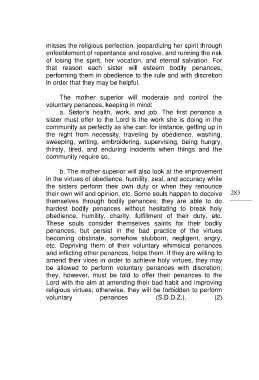 misses the religious perfection, jeopardizing her spirit through
enfeeblement of repentance and resolve, and running the risk
of losing the spirit, her vocation, and eternal salvation. For
that reason each sister will esteem bodily penances,
performing them in obedience to the rule and with discretion
in order that they may be helpful.
The mother superior will moderate and control the
voluntary penances, keeping in mind:
a. Sister's health, work, and job. The first penance a
sister must offer to the Lord is the work she is doing in the
community as perfectly as she can: for instance, getting up in
the night from necessity, traveling by obedience, washing,
sweeping, writing, embroidering, supervising, being hungry,
thirsty, tired, and enduring incidents when things and the
community require so.
b. The mother superior will also look at the improvement
in the virtues of obedience, humility, zeal, and accuracy while
the sisters perform their own duty or when they renounce
their own will and opinion, etc. Some souls happen to deceive
themselves through bodily penances; they are able to do
hardest bodily penances without hesitating to break holy
obedience, humility, charity, fulfillment of their duty, etc.
These souls consider themselves saints for their bodily
penances, but persist in the bad practice of the virtues
becoming obstinate, somehow stubborn, negligent, angry,
etc. Depriving them of their voluntary whimsical penances
and inflicting other penances, helps them. If they are willing to
amend their vices in order to achieve holy virtues, they may
be allowed to perform voluntary penances with discretion;
they, however, must be told to offer their penances to the
Lord with the aim at amending their bad habit and improving
religious virtues; otherwise, they will be forbidden to perform
voluntary penances (S.D.D.Z.). (2)
283